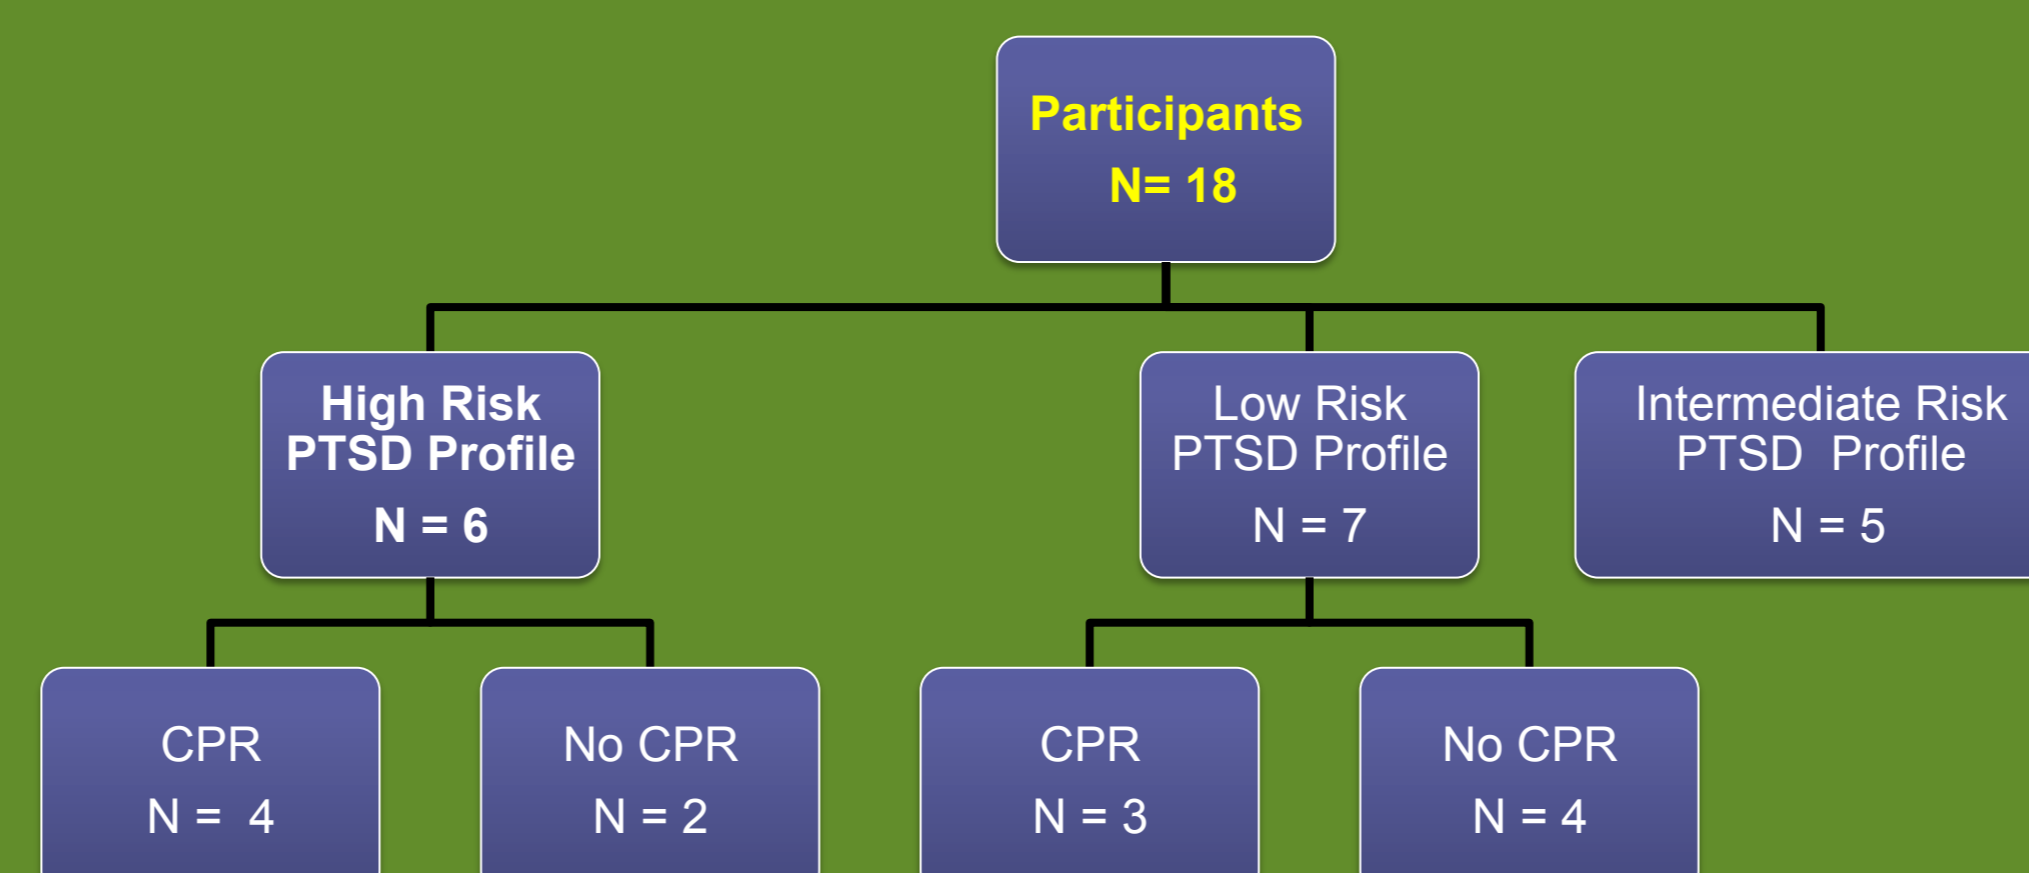 Participants
N= 18
High Risk
PTSD Profile
N = 6
Low Risk
PTSD Profile
N = 7
Intermediate Risk
PTSD  Profile
N = 5
CPR
N =  4
No CPR
N = 2
CPR
N = 3
No CPR
N = 4